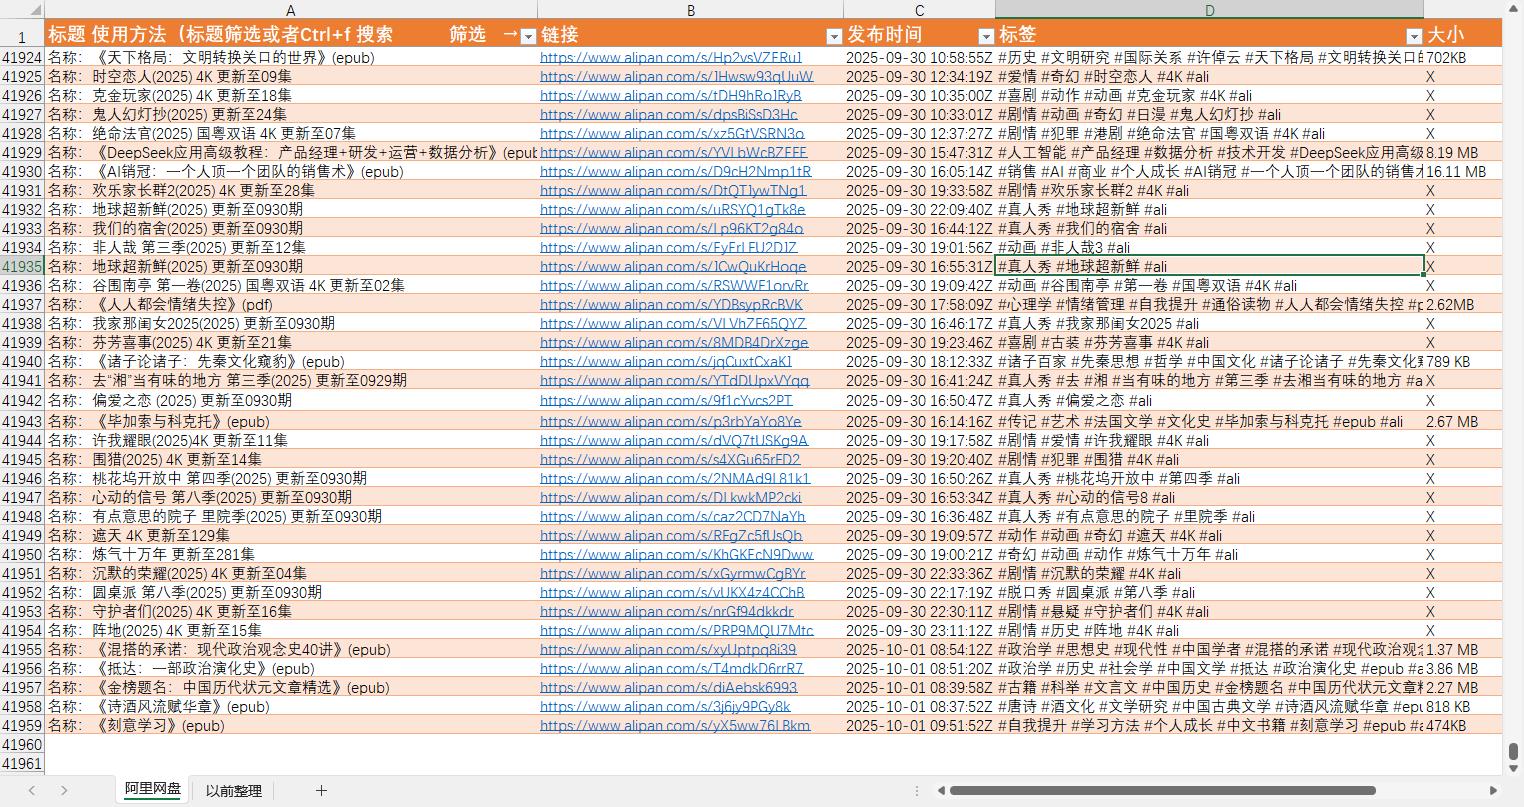 A B C D
1 标题 使用方法（标题筛选或者Ctrl+f 搜索 筛选 → 链接 发布时间 标签 大小
41924 名称：《天下格局：文明转换关口的世界》(epub) https://www.alipan.com/s/Hp2vsVZFRuJ 2025-09-30 10:58:55Z #历史 #文明研究 #国际关系 #许倬云 #天下格局 #文明转换关口 702KB
41925 名称：时空恋人(2025) 4K 更新至09集 https://www.alipan.com/s/JHwsw93qUuW 2025-09-30 12:34:19Z #爱情 #奇幻 #时空恋人 #4K #ali X
41926 名称：克金玩家(2025) 4K 更新至18集 https://www.alipan.com/s/tDH9hRoJRyB 2025-09-30 10:35:00Z #喜剧 #动作 #动画 #克金玩家 #4K #ali X
41927 名称：鬼人幻灯抄(2025) 更新至24集 https://www.alipan.com/s/dpsBiSsD3Hc 2025-09-30 10:33:01Z #剧情 #动画 #奇幻 #日漫 #鬼人幻灯抄 #ali X
41928 名称：绝命法官(2025) 国粤双语 4K 更新至07集 https://www.alipan.com/s/xz5GtVSRN3o 2025-09-30 12:37:27Z #剧情 #犯罪 #港剧 #绝命法官 #国粤双语 #4K #ali X
41929 名称：《DeepSeek应用高级教程：产品经理+研发+运营+数据分析》(epub https://www.alipan.com/s/YVLbWcBZFFF 2025-09-30 15:47:31Z #人工智能 #产品经理 #数据分析 #技术开发 #DeepSeek应用高级 8.19 MB
41930 名称：《AI销冠：一个人顶一个团队的销售术》(epub) https://www.alipan.com/s/D9cH2Nmp1tR 2025-09-30 16:05:14Z #销售 #AI #商业 #个人成长 #AI销冠 #一个人顶一个团队的销售术 16.11 MB
41931 名称：欢乐家长群2(2025) 4K 更新至28集 https://www.alipan.com/s/DtQTJywTNg1 2025-09-30 19:33:58Z #剧情 #欢乐家长群2 #4K #ali X
41932 名称：地球超新鲜(2025) 更新至0930期 https://www.alipan.com/s/uRSYQ1gTk8e 2025-09-30 22:09:40Z #真人秀 #地球超新鲜 #ali X
41933 名称：我们的宿舍(2025) 更新至0930期 https://www.alipan.com/s/Lp96KT2g84o 2025-09-30 16:44:12Z #真人秀 #我们的宿舍 #ali X
41934 名称：非人哉 第三季(2025) 更新至12集 https://www.alipan.com/s/EyFrLFU2DJZ 2025-09-30 19:01:56Z #动画 #非人哉3 #ali X
41935 名称：地球超新鲜(2025) 更新至0930期 https://www.alipan.com/s/JCwQuKrHoqe 2025-09-30 16:55:31Z #真人秀 #地球超新鲜 #ali X
41936 名称：谷围南亭 第一卷(2025) 国粤双语 4K 更新至02集 https://www.alipan.com/s/RSWWF1orvRr 2025-09-30 19:09:42Z #动画 #谷围南亭 #第一卷 #国粤双语 #4K #ali X
41937 名称：《人人都会情绪失控》(pdf) https://www.alipan.com/s/YDBsypRcBVK 2025-09-30 17:58:09Z #心理学 #情绪管理 #自我提升 #通俗读物 #人人都会情绪失控 #p 2.62MB
41938 名称：我家那闺女2025(2025) 更新至0930期 https://www.alipan.com/s/VLVhZF65QYZ 2025-09-30 16:46:17Z #真人秀 #我家那闺女2025 #ali X
41939 名称：芬芳喜事(2025) 4K 更新至21集 https://www.alipan.com/s/8MDB4DrXzge 2025-09-30 19:23:46Z #喜剧 #古装 #芬芳喜事 #4K #ali X
41940 名称：《诸子论诸子：先秦文化窥豹》(epub) https://www.alipan.com/s/jqCuxtCxaKJ 2025-09-30 18:12:33Z #诸子百家 #先秦思想 #哲学 #中国文化 #诸子论诸子 #先秦文化 789 KB
41941 名称：去“湘”当有味的地方 第三季(2025) 更新至0929期 https://www.alipan.com/s/YTdDUpxVYqq 2025-09-30 16:41:24Z #真人秀 #去 #湘 #当有味的地方 #第三季 #去湘当有味的地方 #a X
41942 名称：偏爱之恋 (2025) 更新至0930期 https://www.alipan.com/s/9f1cYvcs2PT 2025-09-30 16:50:47Z #真人秀 #偏爱之恋 #ali X
41943 名称：《毕加索与科克托》(epub) https://www.alipan.com/s/p3rbYaYo8Ye 2025-09-30 16:14:16Z #传记 #艺术 #法国文学 #文化史 #毕加索与科克托 #epub #ali 2.67 MB
41944 名称：许我耀眼(2025)4K 更新至11集 https://www.alipan.com/s/dVQ7tUSKg9A 2025-09-30 19:17:58Z #剧情 #爱情 #许我耀眼 #4K #ali X
41945 名称：围猎(2025) 4K 更新至14集 https://www.alipan.com/s/s4XGu65rFD2 2025-09-30 19:20:40Z #剧情 #犯罪 #围猎 #4K #ali X
41946 名称：桃花坞开放中 第四季(2025) 更新至0930期 https://www.alipan.com/s/2NMAd9L81k1 2025-09-30 16:50:26Z #真人秀 #桃花坞开放中 #第四季 #ali X
41947 名称：心动的信号 第八季(2025) 更新至0930期 https://www.alipan.com/s/DLkwkMP2cki 2025-09-30 16:53:34Z #真人秀 #心动的信号8 #ali X
41948 名称：有点意思的院子 里院季(2025) 更新至0930期 https://www.alipan.com/s/caz2CD7NaYh 2025-09-30 16:36:48Z #真人秀 #有点意思的院子 #里院季 #ali X
41949 名称：遮天 4K 更新至129集 https://www.alipan.com/s/RFgZc5fUsQb 2025-09-30 19:09:57Z #动作 #动画 #奇幻 #遮天 #4K #ali X
41950 名称：炼气十万年 更新至281集 https://www.alipan.com/s/KhGKEcN9Dww 2025-09-30 19:00:21Z #奇幻 #动画 #动作 #炼气十万年 #ali X
41951 名称：沉默的荣耀(2025) 4K 更新至04集 https://www.alipan.com/s/xGyrmwCgBYr 2025-09-30 22:33:36Z #剧情 #沉默的荣耀 #4K #ali X
41952 名称：圆桌派 第八季(2025) 更新至0930期 https://www.alipan.com/s/vUKX4z4CChB 2025-09-30 22:17:19Z #脱口秀 #圆桌派 #第八季 #ali X
41953 名称：守护者们(2025) 4K 更新至16集 https://www.alipan.com/s/nrGf94dkkdr 2025-09-30 22:30:11Z #剧情 #悬疑 #守护者们 #4K #ali X
41954 名称：阵地(2025) 4K 更新至15集 https://www.alipan.com/s/PRP9MQU7Mtc 2025-09-30 23:11:12Z #剧情 #历史 #阵地 #4K #ali X
41955 名称：《混搭的承诺：现代政治观念史40讲》(epub) https://www.alipan.com/s/xyUptpq8i39 2025-10-01 08:54:12Z #政治学 #思想史 #现代性 #中国学者 #混搭的承诺 #现代政治观念 1.37 MB
41956 名称：《抵达：一部政治演化史》(epub) https://www.alipan.com/s/T4mdkD6rrR7 2025-10-01 08:51:20Z #政治学 #历史 #社会学 #中国文学 #抵达 #政治演化史 #epub #a 3.86 MB
41957 名称：《金榜题名：中国历代状元文章精选》(epub) https://www.alipan.com/s/diAebsk6993 2025-10-01 08:39:58Z #古籍 #科举 #文言文 #中国历史 #金榜题名 #中国历代状元文章 2.27 MB
41958 名称：《诗酒风流赋华章》(epub) https://www.alipan.com/s/3j6jy9PGy8k 2025-10-01 08:37:52Z #唐诗 #酒文化 #文学研究 #中国古典文学 #诗酒风流赋华章 #epu 818 KB
41959 名称：《刻意学习》(epub) https://www.alipan.com/s/yX5ww76LBkm 2025-10-01 09:51:52Z #自我提升 #学习方法 #个人成长 #中文书籍 #刻意学习 #epub #a 474KB
41960
41961
阿里网盘 以前整理 +